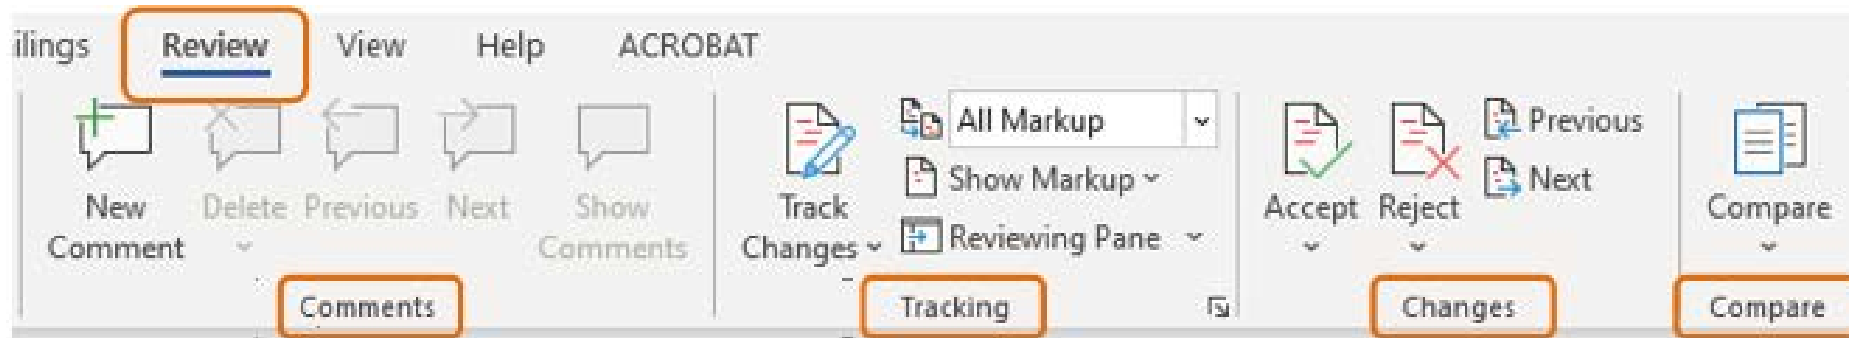 ilings Review View Help ACROBAT
New Comment
Delete
Previous
Next
Show Comments
Track Changes
All Markup
Show Markup
Reviewing Pane
Accept
Reject
Previous
Next
Compare
Comments Tracking Changes Compare